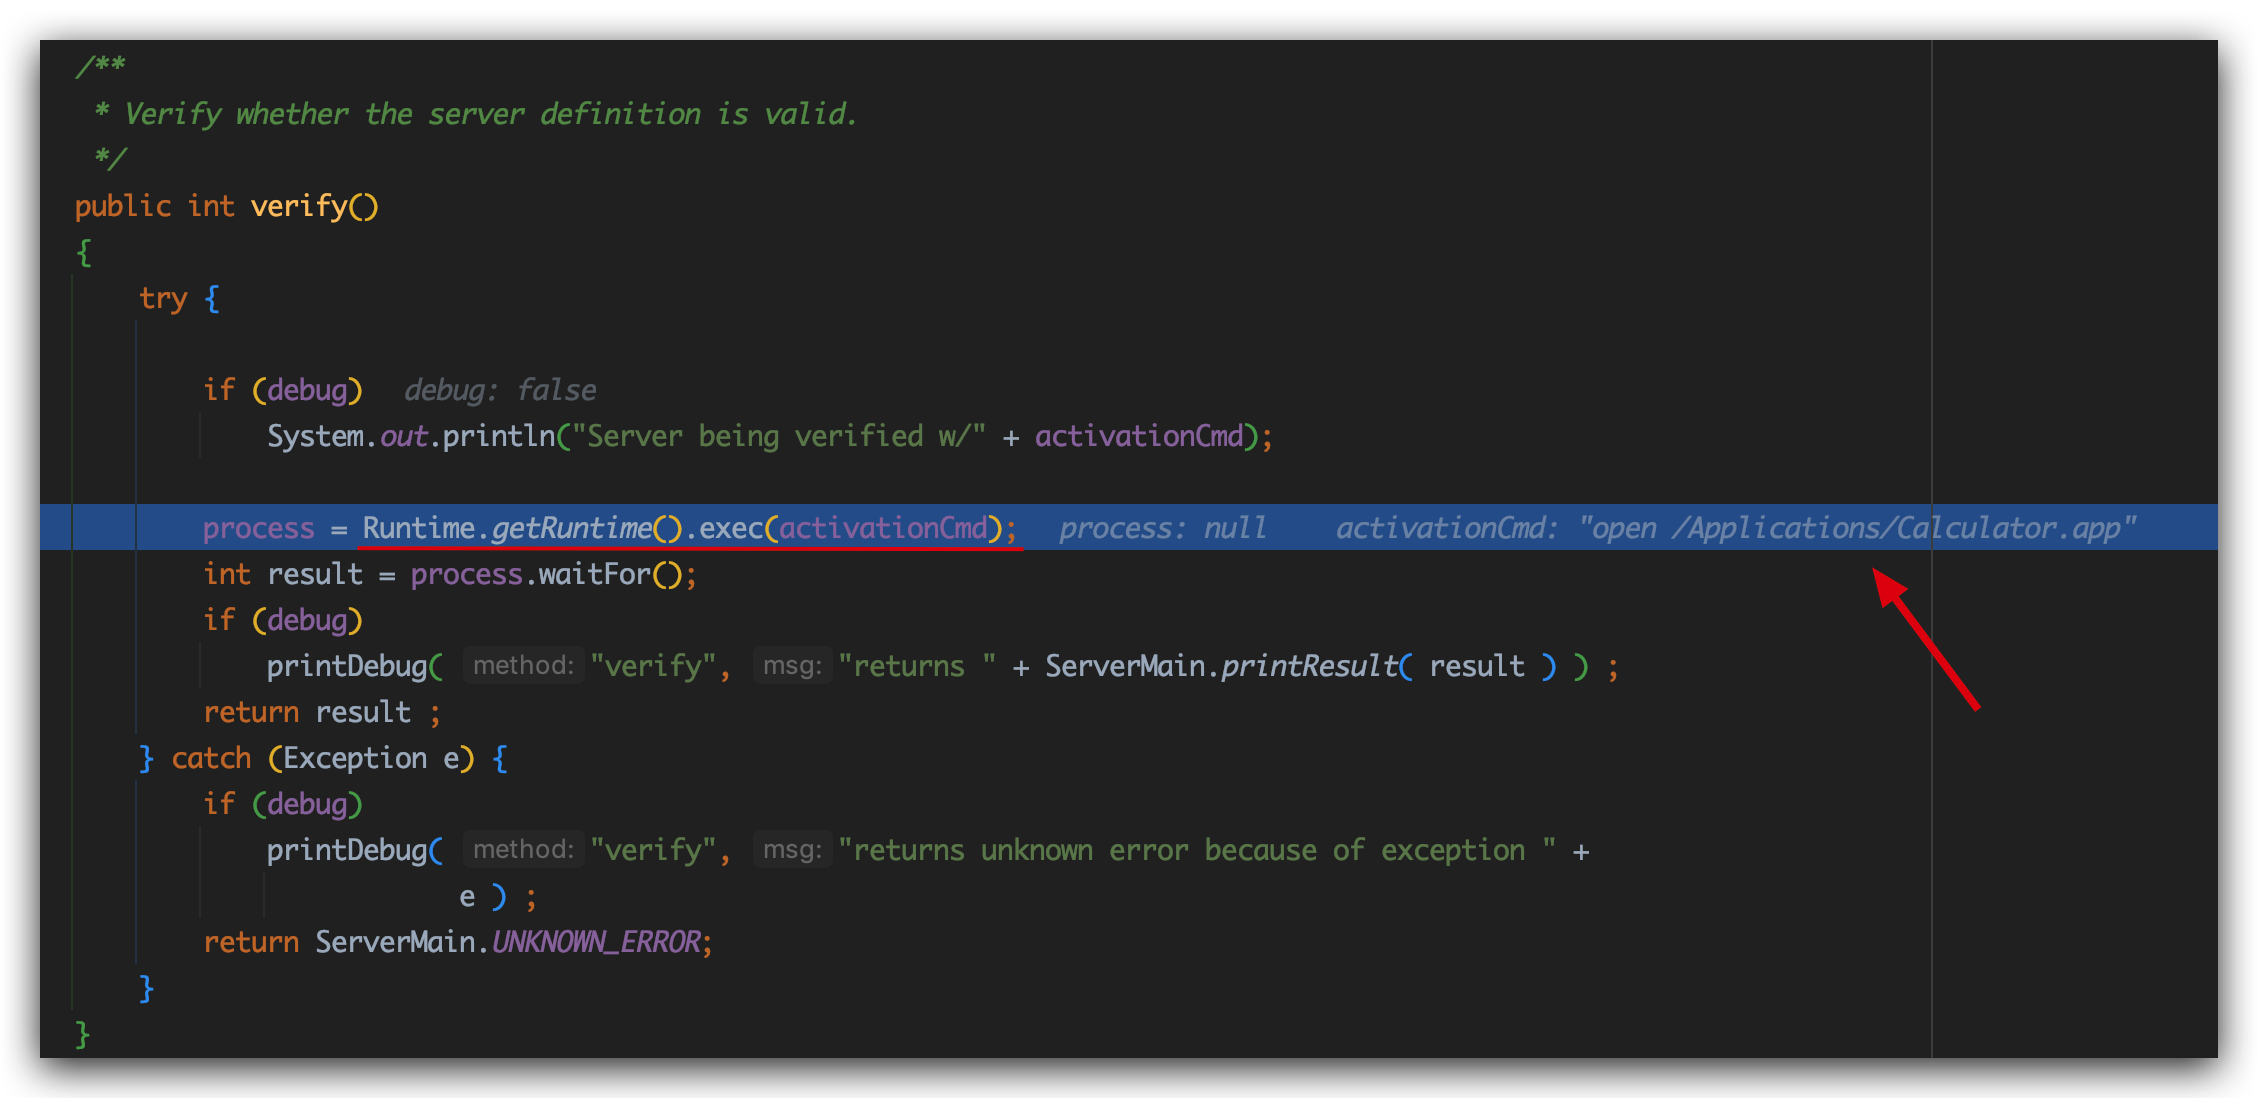 /**
* Verify whether the server definition is valid.
*/
public int verify()
{
try {
if (debug) debug: false
System.out.println("Server being verified w/" + activationCmd);
process = Runtime.getRuntime().exec(activationCmd); process: null activationCmd: "open /Applications/Calculator.app"
int result = process.waitFor();
if (debug)
printDebug( method: "verify", msg: "returns " + ServerMain.printResult( result ) ) ;
return result ;
} catch (Exception e) {
if (debug)
printDebug( method: "verify", msg: "returns unknown error because of exception " +
e ) ;
return ServerMain.UNKNOWN_ERROR;
}
}